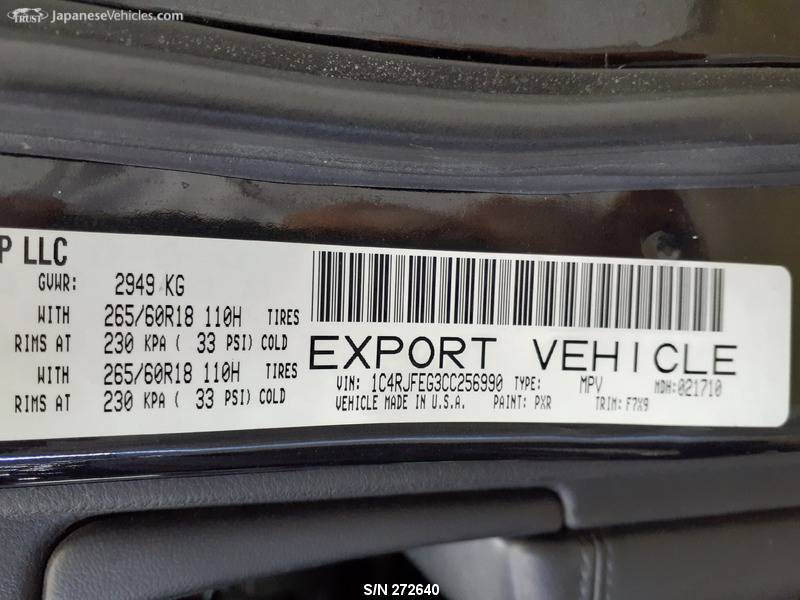 TRUST JapaneseVehicles.com
P LLC
GVWR: 2949 KG
WITH 265/60R18 110H TIRES
RIMS AT 230 KPA ( 33 PSI) COLD
WITH 265/60R18 110H TIRES
RIMS AT 230 KPA ( 33 PSI) COLD
EXPORT VEHICLE
VIN: 1C4RJFEG3CC256990 TYPE: MPV MDH:021710
VEHICLE MADE IN U.S.A. PAINT: PXR TRIM: F7X9
S/N 272640